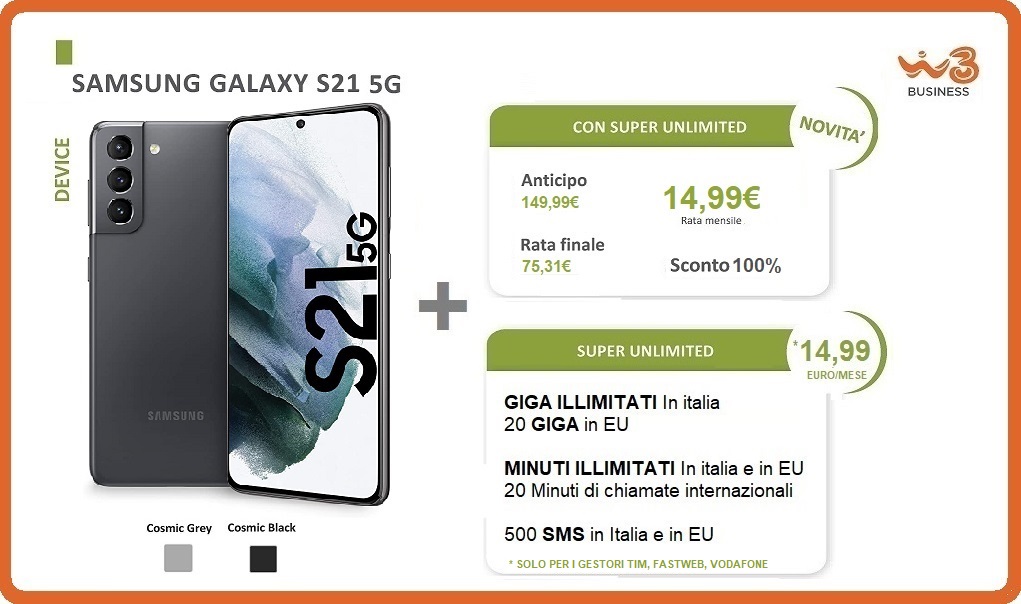 SAMSUNG GALAXY S21 5G
DEVICE
S21 5G
SAMSUNG
Cosmic Grey
Cosmic Black
W3
BUSINESS
CON SUPER UNLIMITED
NOVITA'
Anticipo
149,99€
14,99€
Rata mensile
Rata finale
75,31€
Sconto 100%
+
SUPER UNLIMITED
*14,99
EURO/MESE
GIGA ILLIMITATI In italia
20 GIGA in EU
MINUTI ILLIMITATI In italia e in EU
20 Minuti di chiamate internazionali
500 SMS in Italia e in EU
* SOLO PER I GESTORI TIM, FASTWEB, VODAFONE